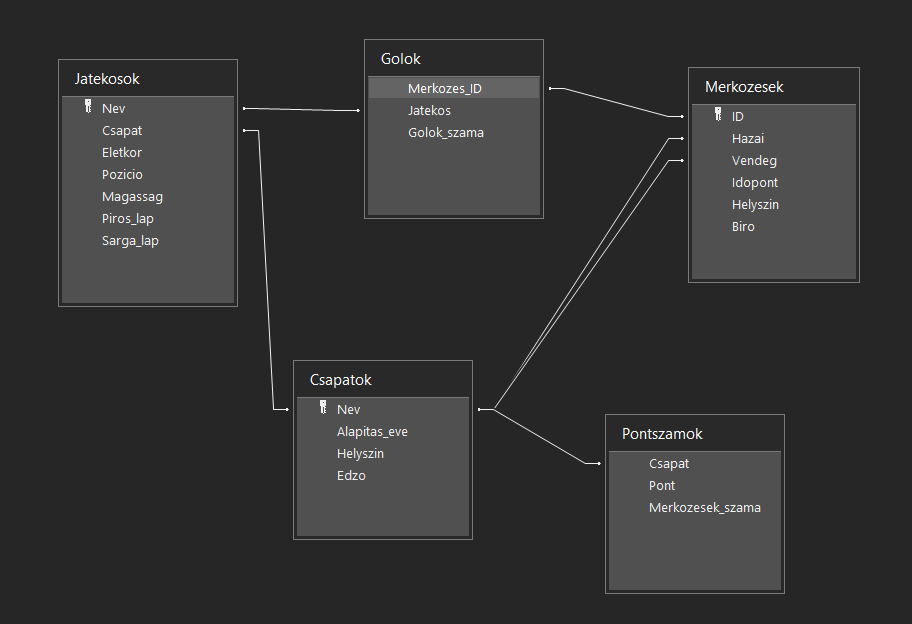 Jatekosok
Nev
Csapat
Eletkor
Pozicio
Magassag
Piros_lap
Sarga_lap
Golok
Merkozes_ID
Jatekos
Golok_szama
Merkozesek
ID
Hazai
Vendeg
Idopont
Helyszin
Biro
Csapatok
Nev
Alapitas_eve
Helyszin
Edzo
Pontszamok
Csapat
Pont
Merkozesek_szama